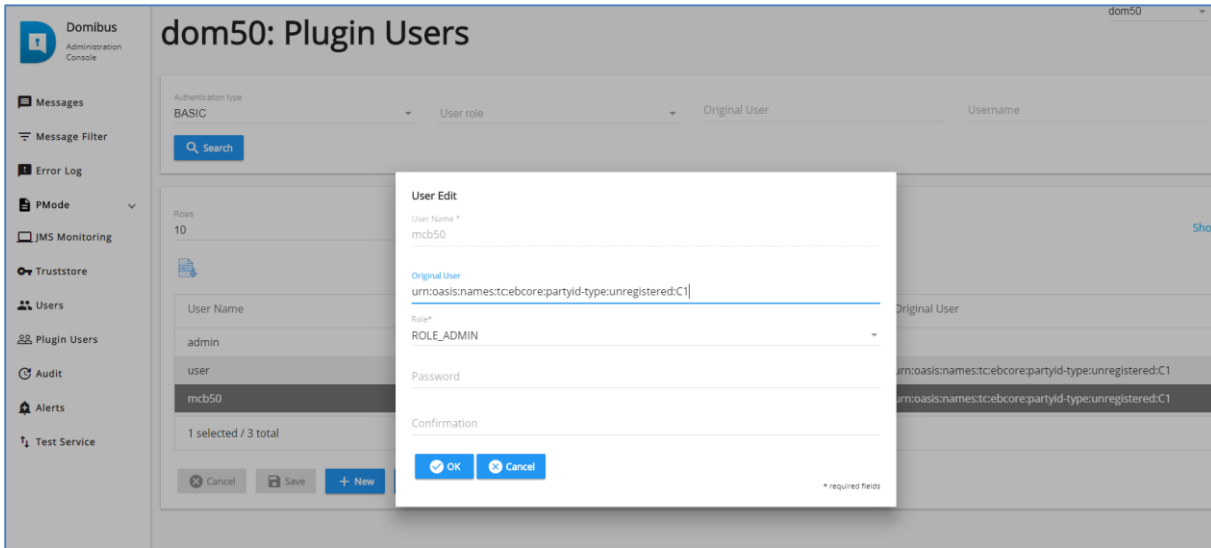 Domibus
Administration
Console
dom50: Plugin Users
dom50
Messages
Message Filter
Error Log
PMode
JMS Monitoring
Truststore
Users
Plugin Users
Audit
Alerts
Test Service
Authentication type
BASIC
User role
Original User
Username
Search
Rows
10
Sho
User Name
Original User
admin
user
urn:oasis:names:tc:ebcore:partyid-type:unregistered:C1
mcb50
urn:oasis:names:tc:ebcore:partyid-type:unregistered:C1
1 selected / 3 total
Cancel
Save
New
User Edit
User Name *
mcb50
Original User
urn:oasis:names:tc:ebcore:partyid-type:unregistered:C1
Role*
ROLE_ADMIN
Password
Confirmation
OK
Cancel
* required fields